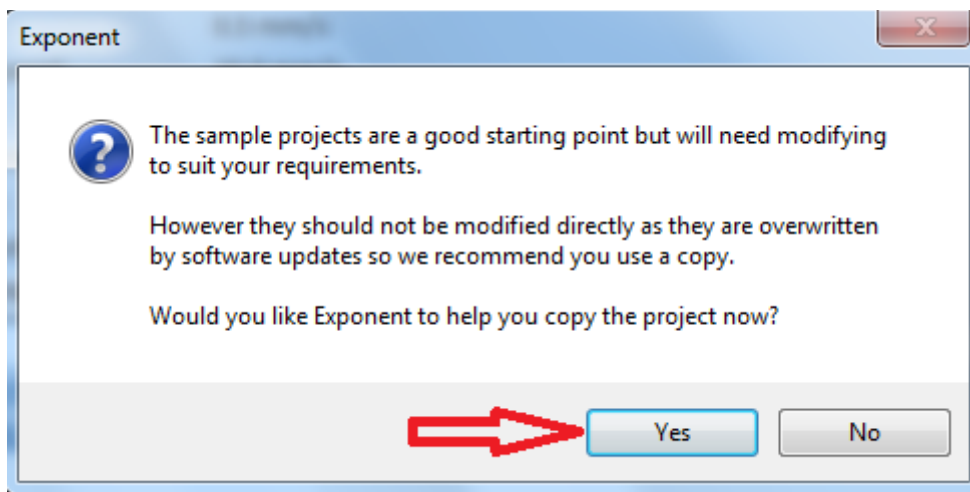 Exponent
The sample projects are a good starting point but will need modifying
to suit your requirements.
However they should not be modified directly as they are overwritten
by software updates so we recommend you use a copy.
Would you like Exponent to help you copy the project now?
Yes
No